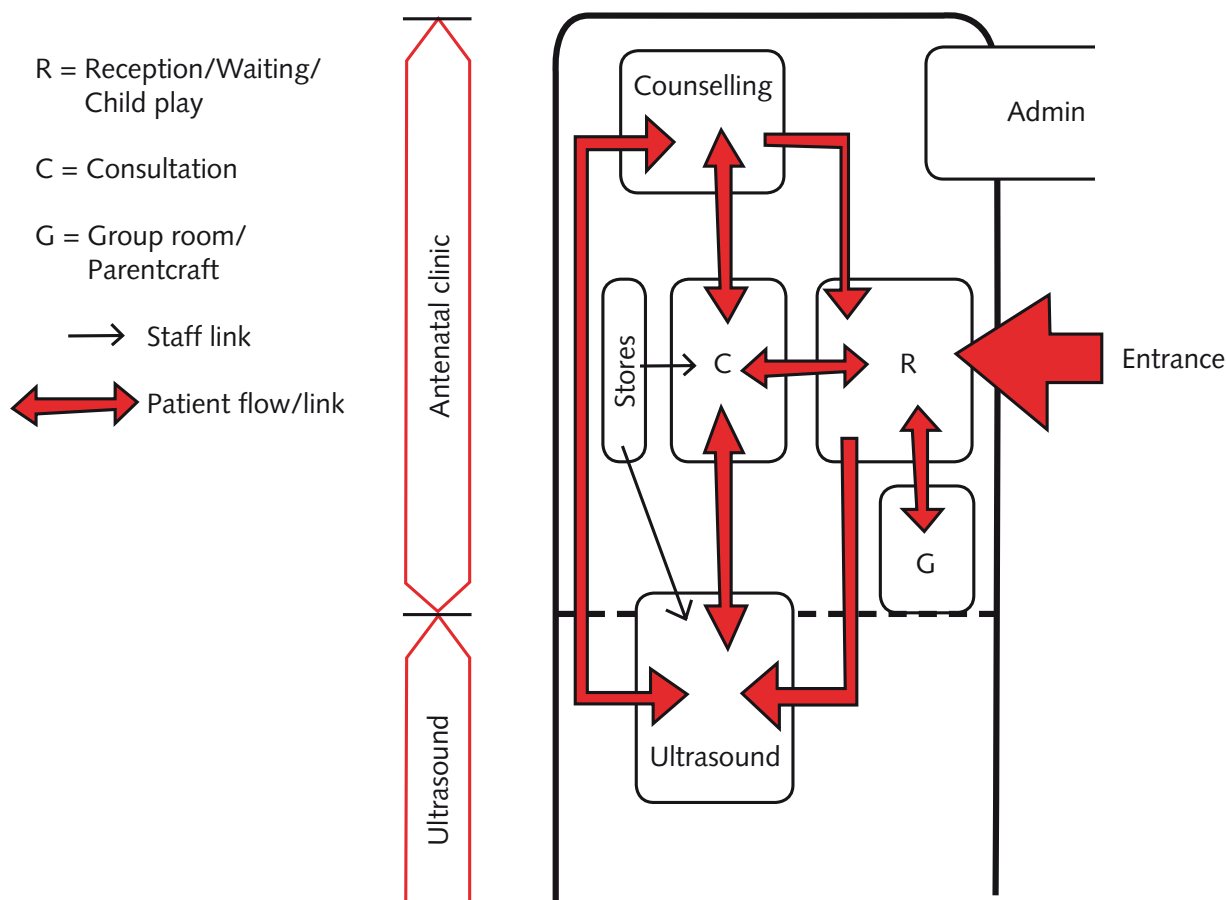 R = Reception/Waiting/
Child play
C = Consultation
G = Group room/
Parentcraft
Staff link
Patient flow/link
Antenatal clinic
Ultrasound
Counselling
Admin
Stores
C
R
Entrance
G
Ultrasound